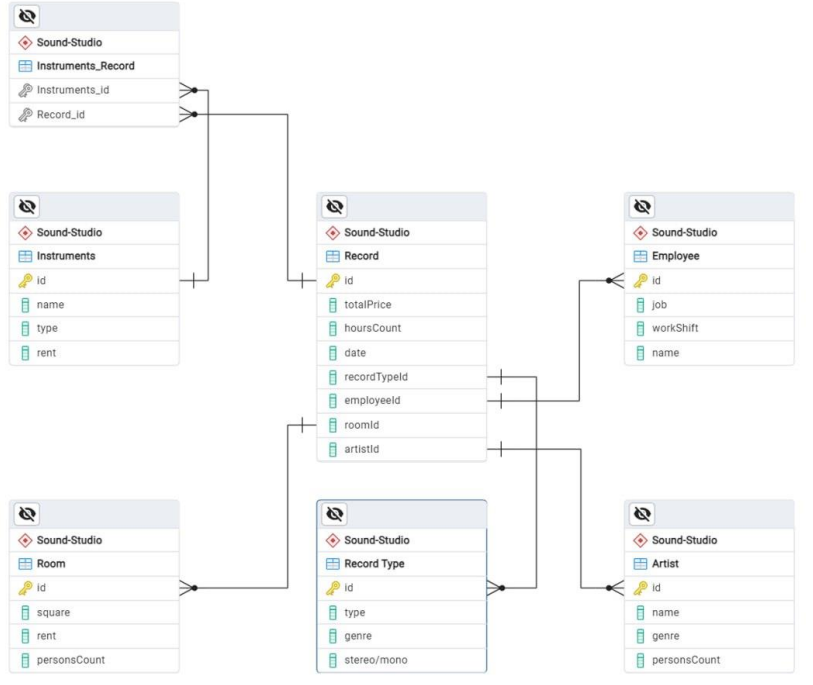 Sound-Studio
Instruments_Record
Instruments_id
Record_id
Sound-Studio
Instruments
id
name
type
rent
Sound-Studio
Record
id
totalPrice
hoursCount
date
recordTypeId
employeeId
roomId
artistId
Sound-Studio
Employee
id
job
workShift
name
Sound-Studio
Room
id
square
rent
personsCount
Sound-Studio
Record Type
id
type
genre
stereo/mono
Sound-Studio
Artist
id
name
genre
personsCount